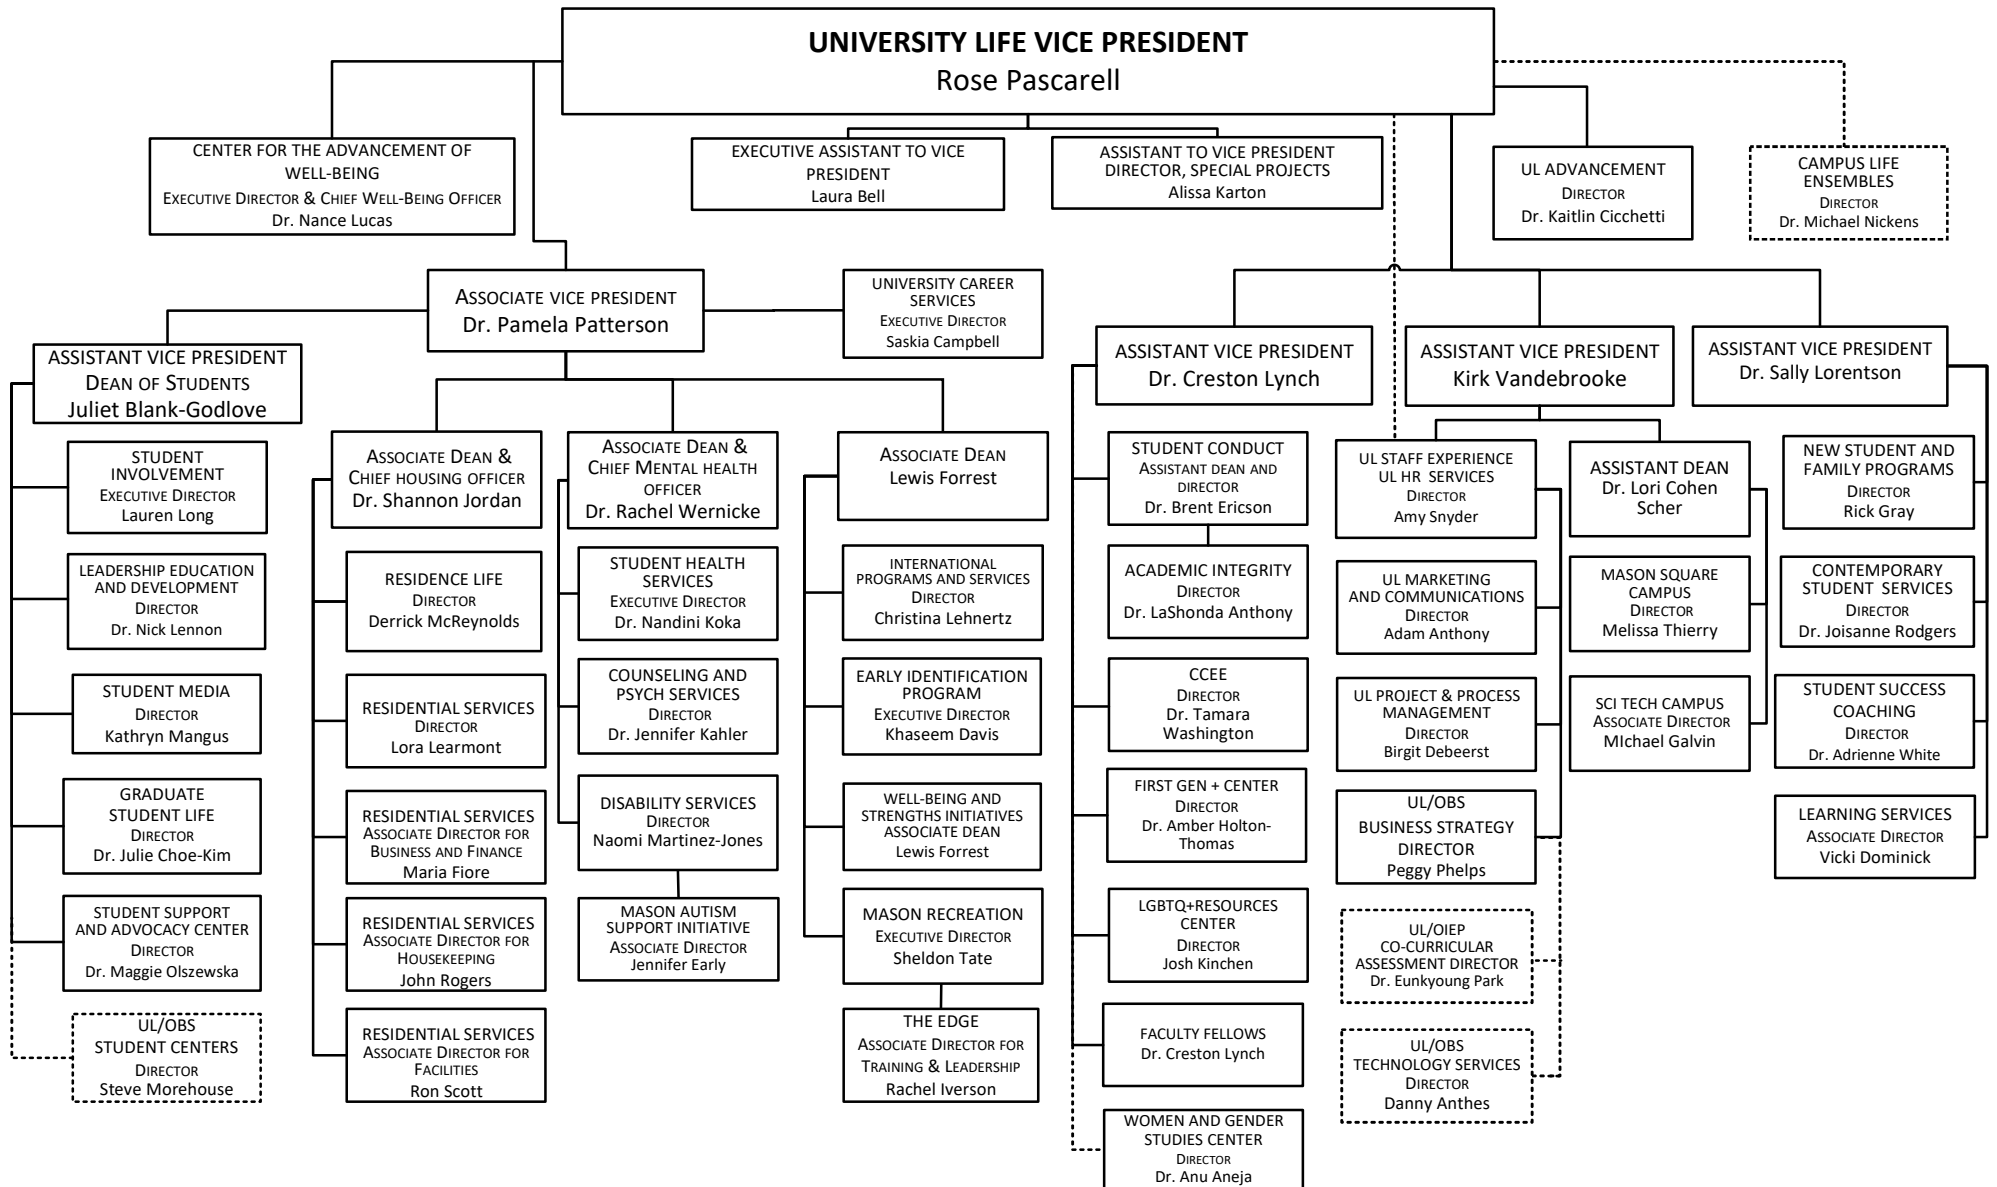 UNIVERSITY LIFE VICE PRESIDENT
Rose Pascarell
CENTER FOR THE ADVANCEMENT OF
WELL-BEING
EXECUTIVE DIRECTOR & CHIEF WELL-BEING OFFICER
Dr. Nance Lucas
EXECUTIVE ASSISTANT TO VICE
PRESIDENT
Laura Bell
ASSISTANT TO VICE PRESIDENT
DIRECTOR, SPECIAL PROJECTS
Alissa Karton
UL ADVANCEMENT
DIRECTOR
Dr. Kaitlin Cicchetti
CAMPUS LIFE
ENSEMBLES
DIRECTOR
Dr. Michael Nickens
ASSOCIATE VICE PRESIDENT
Dr. Pamela Patterson
UNIVERSITY CAREER
SERVICES
EXECUTIVE DIRECTOR
Saskia Campbell
ASSISTANT VICE PRESIDENT
DEAN OF STUDENTS
Juliet Blank-Godlove
STUDENT
INVOLVEMENT
EXECUTIVE DIRECTOR
Lauren Long
LEADERSHIP EDUCATION
AND DEVELOPMENT
DIRECTOR
Dr. Nick Lennon
STUDENT MEDIA
DIRECTOR
Kathryn Mangus
GRADUATE
STUDENT LIFE
DIRECTOR
Dr. Julie Choe-Kim
STUDENT SUPPORT
AND ADVOCACY CENTER
DIRECTOR
Dr. Maggie Olszewska
UL/OBS
STUDENT CENTERS
DIRECTOR
Steve Morehouse
ASSOCIATE DEAN &
CHIEF HOUSING OFFICER
Dr. Shannon Jordan
RESIDENCE LIFE
DIRECTOR
Derrick McReynolds
RESIDENTIAL SERVICES
DIRECTOR
Lora Learmont
RESIDENTIAL SERVICES
ASSOCIATE DIRECTOR FOR
BUSINESS AND FINANCE
Maria Fiore
RESIDENTIAL SERVICES
ASSOCIATE DIRECTOR FOR
HOUSEKEEPING
John Rogers
RESIDENTIAL SERVICES
ASSOCIATE DIRECTOR FOR
FACILITIES
Ron Scott
ASSOCIATE DEAN &
CHIEF MENTAL HEALTH
OFFICER
Dr. Rachel Wernicke
STUDENT HEALTH
SERVICES
EXECUTIVE DIRECTOR
Dr. Nandini Koka
COUNSELING AND
PSYCH SERVICES
DIRECTOR
Dr. Jennifer Kahler
DISABILITY SERVICES
DIRECTOR
Naomi Martinez-Jones
MASON AUTISM
SUPPORT INITIATIVE
ASSOCIATE DIRECTOR
Jennifer Early
ASSOCIATE DEAN
Lewis Forrest
INTERNATIONAL
PROGRAMS AND SERVICES
DIRECTOR
Christina Lehnertz
EARLY IDENTIFICATION
PROGRAM
EXECUTIVE DIRECTOR
Khaseem Davis
WELL-BEING AND
STRENGTHS INITIATIVES
ASSOCIATE DEAN
Lewis Forrest
MASON RECREATION
EXECUTIVE DIRECTOR
Sheldon Tate
THE EDGE
ASSOCIATE DIRECTOR FOR
TRAINING & LEADERSHIP
Rachel Iverson
ASSISTANT VICE PRESIDENT
Dr. Creston Lynch
STUDENT CONDUCT
ASSISTANT DEAN AND
DIRECTOR
Dr. Brent Ericson
ACADEMIC INTEGRITY
DIRECTOR
Dr. LaShonda Anthony
CCEE
DIRECTOR
Dr. Tamara
Washington
FIRST GEN + CENTER
DIRECTOR
Dr. Amber Holton-
Thomas
LGBTQ+RESOURCES
CENTER
DIRECTOR
Josh Kinchen
FACULTY FELLOWS
Dr. Creston Lynch
WOMEN AND GENDER
STUDIES CENTER
DIRECTOR
Dr. Anu Aneja
ASSISTANT VICE PRESIDENT
Kirk Vandebrooke
UL STAFF EXPERIENCE
UL HR SERVICES
DIRECTOR
Amy Snyder
UL MARKETING
AND COMMUNICATIONS
DIRECTOR
Adam Anthony
UL PROJECT & PROCESS
MANAGEMENT
DIRECTOR
Birgit Debeerst
UL/OBS
BUSINESS STRATEGY
DIRECTOR
Peggy Phelps
UL/OIEP
CO-CURRICULAR
ASSESSMENT DIRECTOR
Dr. Eunkyoung Park
UL/OBS
TECHNOLOGY SERVICES
DIRECTOR
Danny Anthes
ASSISTANT DEAN
Dr. Lori Cohen
Scher
MASON SQUARE
CAMPUS
DIRECTOR
Melissa Thierry
SCI TECH CAMPUS
ASSOCIATE DIRECTOR
MIchael Galvin
ASSISTANT VICE PRESIDENT
Dr. Sally Lorentson
NEW STUDENT AND
FAMILY PROGRAMS
DIRECTOR
Rick Gray
CONTEMPORARY
STUDENT SERVICES
DIRECTOR
Dr. Joisanne Rodgers
STUDENT SUCCESS
COACHING
DIRECTOR
Dr. Adrienne White
LEARNING SERVICES
ASSOCIATE DIRECTOR
Vicki Dominick